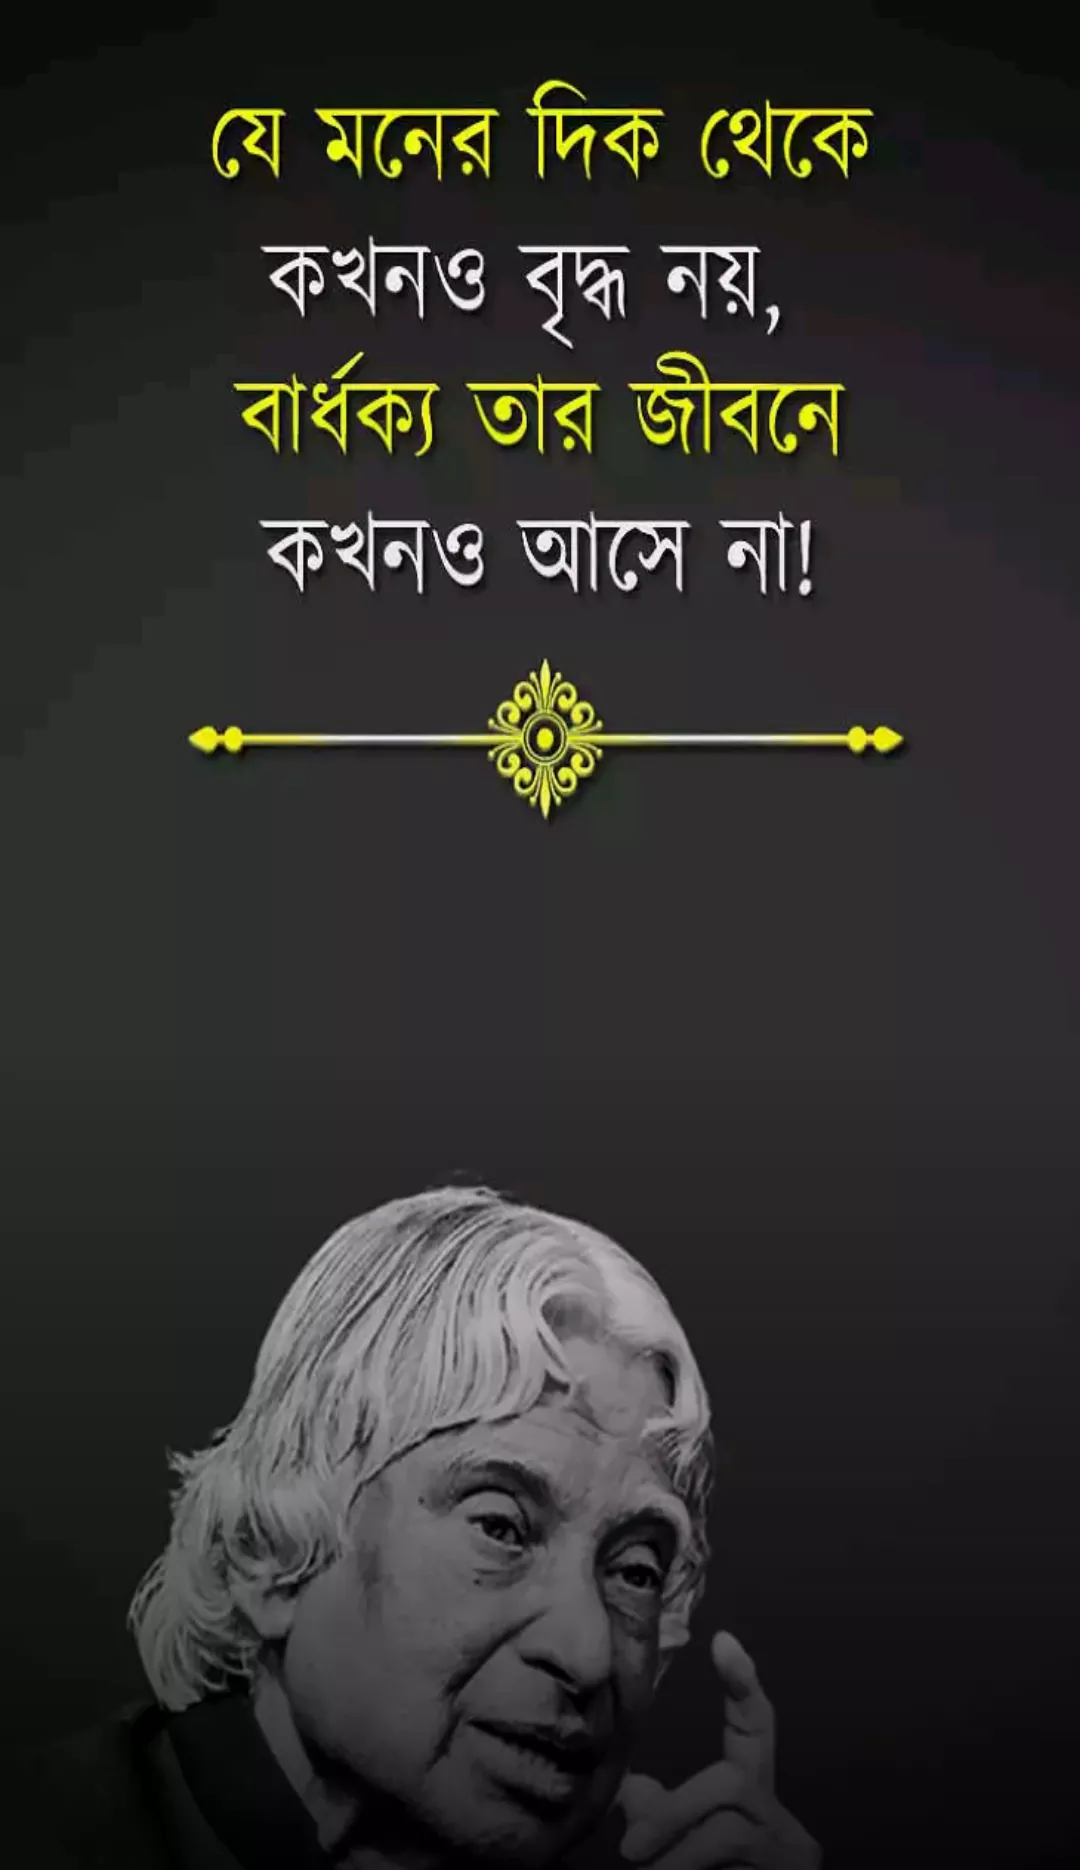 যে মনের দিক থেকে
কখনও বৃদ্ধ নয়,
বার্ধক্য তার জীবনে
কখনও আসে না!